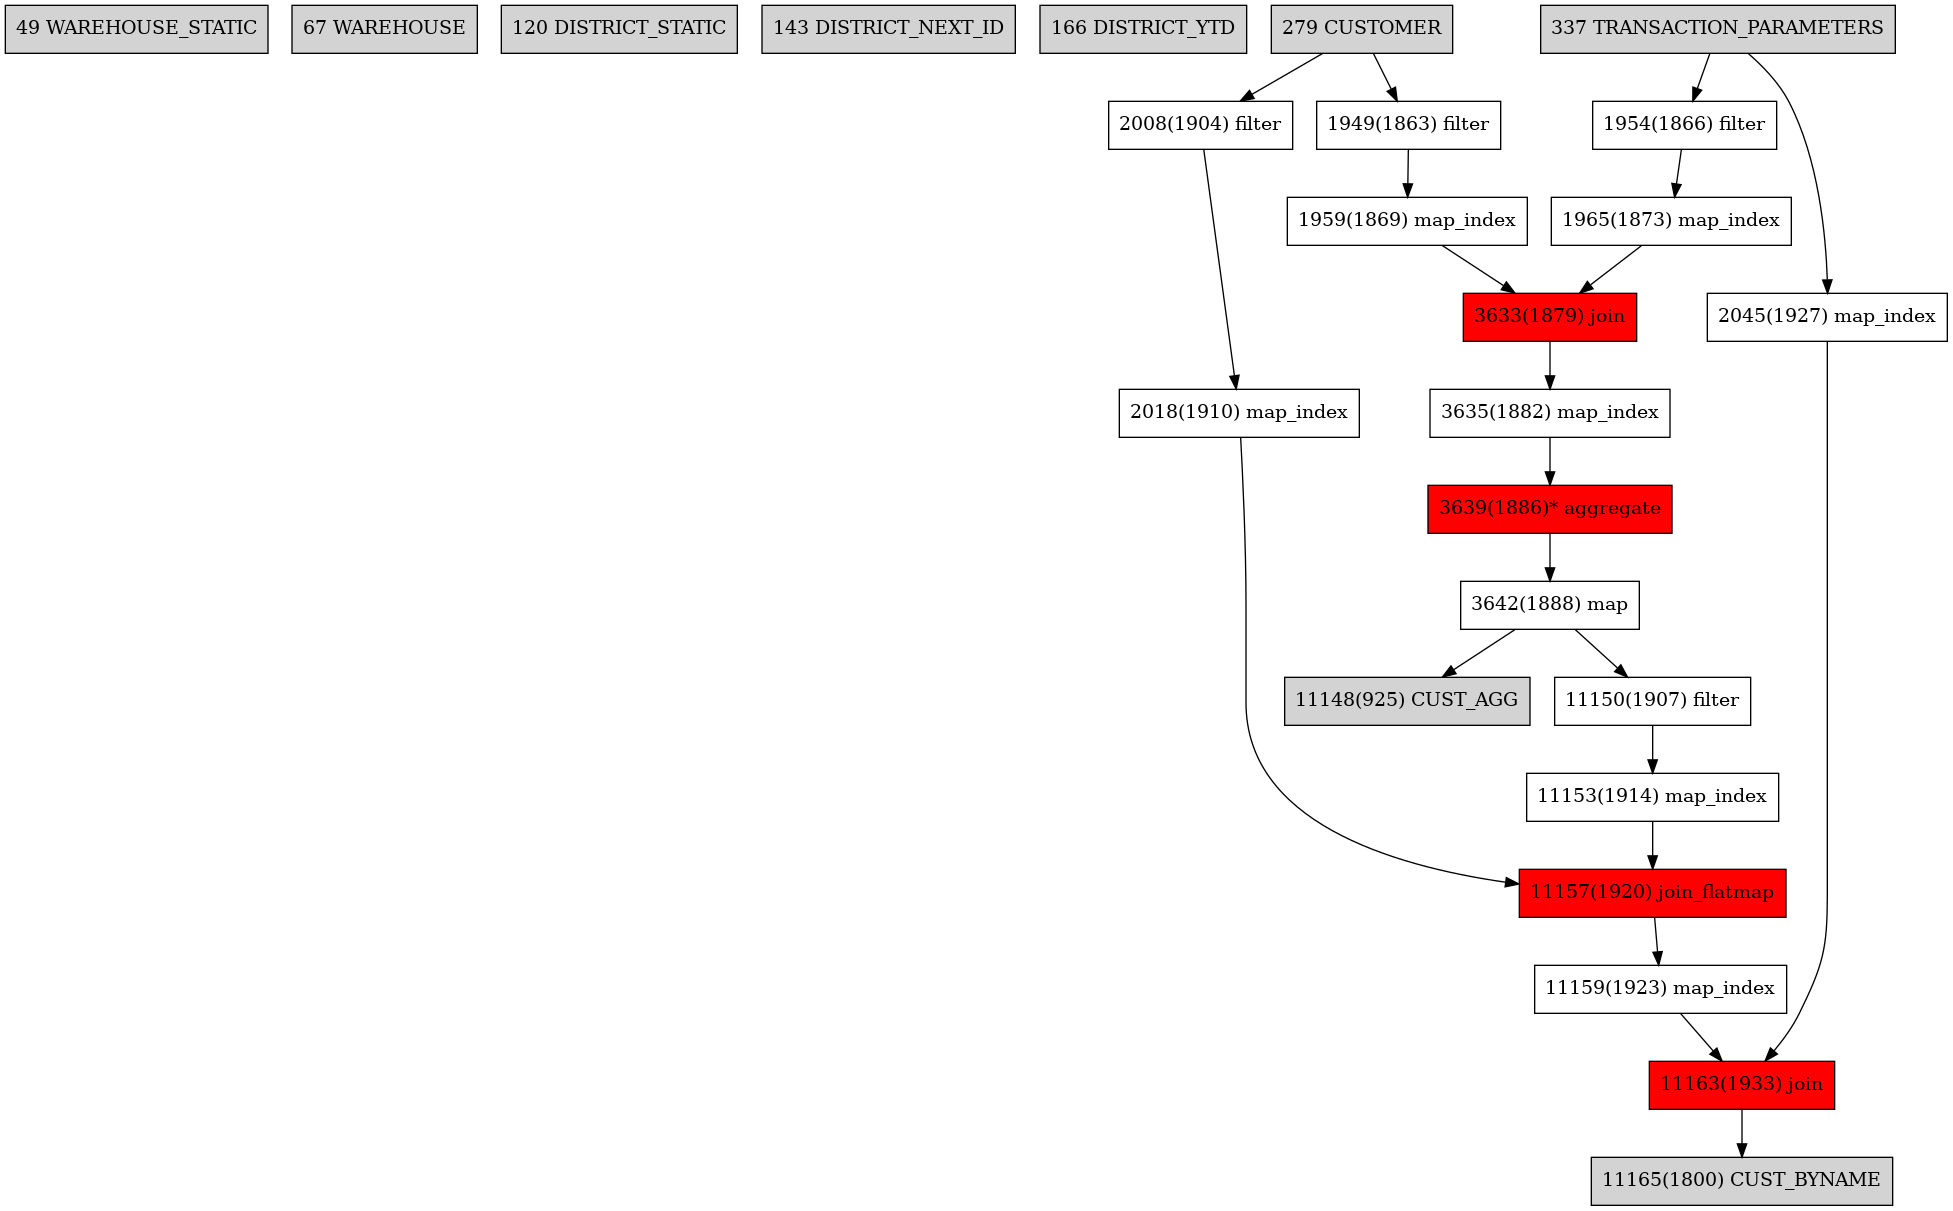 49 WAREHOUSE_STATIC
67 WAREHOUSE
120 DISTRICT_STATIC
143 DISTRICT_NEXT_ID
166 DISTRICT_YTD
279 CUSTOMER
337 TRANSACTION_PARAMETERS
2008(1904) filter
1949(1863) filter
1954(1866) filter
1959(1869) map_index
1965(1873) map_index
3633(1879) join
2045(1927) map_index
2018(1910) map_index
3635(1882) map_index
3639(1886)* aggregate
3642(1888) map
11148(925) CUST_AGG
11150(1907) filter
11153(1914) map_index
11157(1920) join_flatmap
11159(1923) map_index
11163(1933) join
11165(1800) CUST_BYNAME